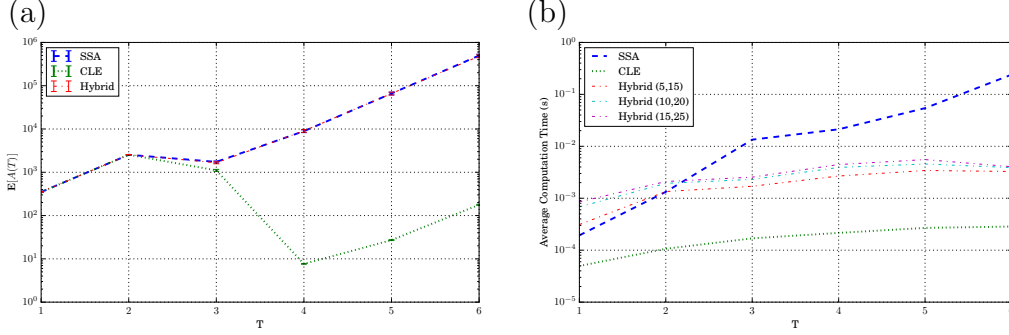 (a)
10^6
10^5
10^4
10^3
10^2
10^1
10^0
E[A(T)]
SSA
CLE
Hybrid
1 2 3 4 5 6
T
(b)
10^0
10^-1
10^-2
10^-3
10^-4
10^-5
Average Computation Time (s)
SSA
CLE
Hybrid (5,15)
Hybrid (10,20)
Hybrid (15,25)
1 2 3 4 5
T